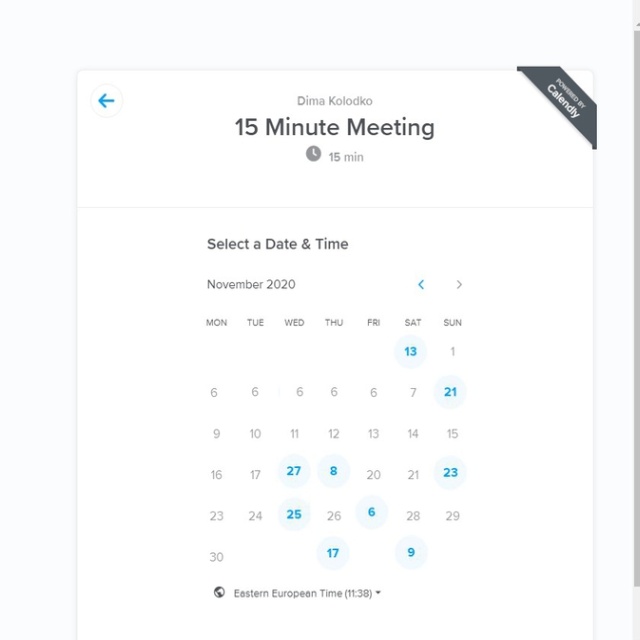 POWERED BY
Calendly
Dima Kolodko
15 Minute Meeting
15 min
Select a Date & Time
November 2020
MON TUE WED THU FRI SAT SUN
13 1
6 6 6 6 6 7 21
9 10 11 12 13 14 15
16 17 27 8 20 21 23
23 24 25 26 6 28 29
30 17 9
Eastern European Time (11:38)